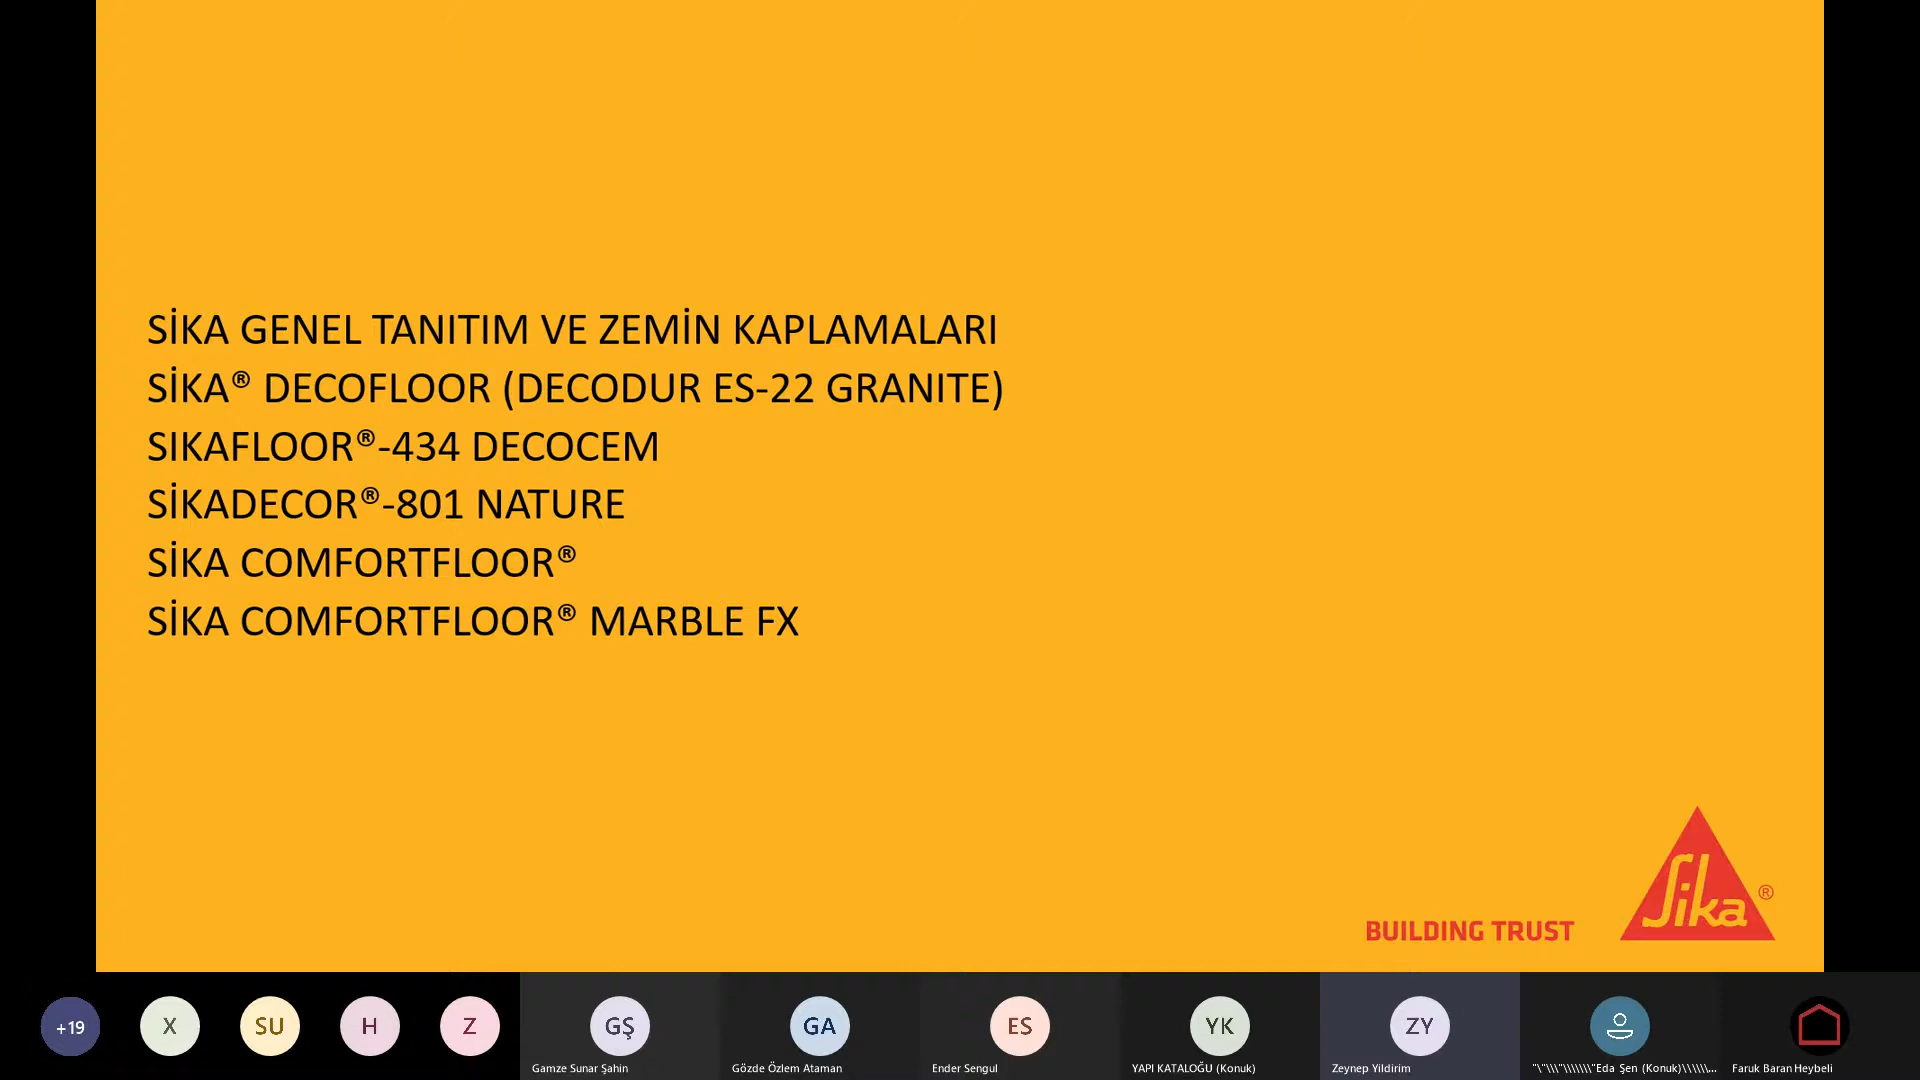 SİKA GENEL TANITIM VE ZEMİN KAPLAMALARI
SİKA® DECOFLOOR (DECODUR ES-22 GRANITE)
SIKAFLOOR®-434 DECOCEM
SİKADECOR®-801 NATURE
SİKA COMFORTFLOOR®
SİKA COMFORTFLOOR® MARBLE FX
BUILDING TRUST
Sika®
+19
X
SU
H
Z
GŞ
GA
ES
YK
ZY
Gamze Sunar Şahin
Gözde Özlem Ataman
Ender Sengul
YAPI KATALOĞU (Konuk)
Zeynep Yildirim
"\"\\\"\\\\\\\"Eda Şen (Konuk)\\\\\...
Faruk Baran Heybeli